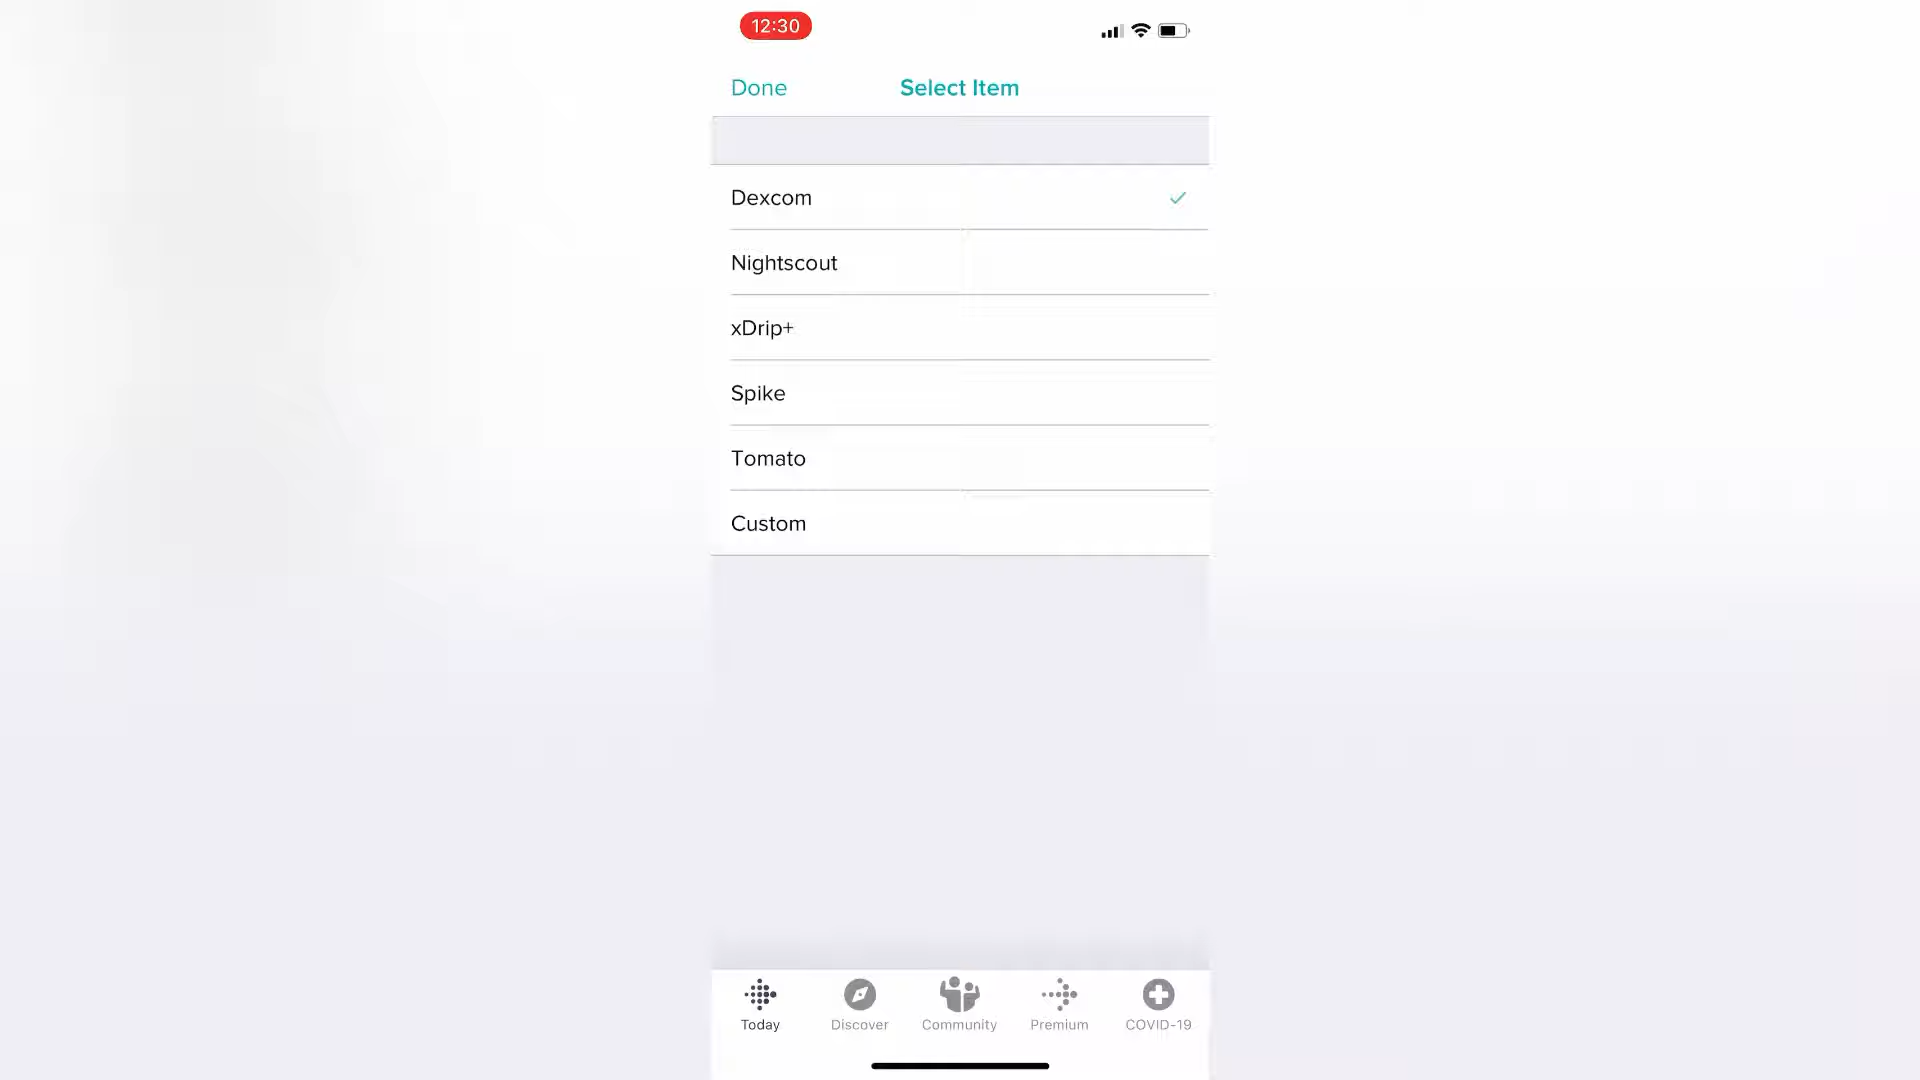 12:30
Done
Select Item
Dexcom
Nightscout
xDrip+
Spike
Tomato
Custom
Today
Discover
Community
Premium
COVID-19